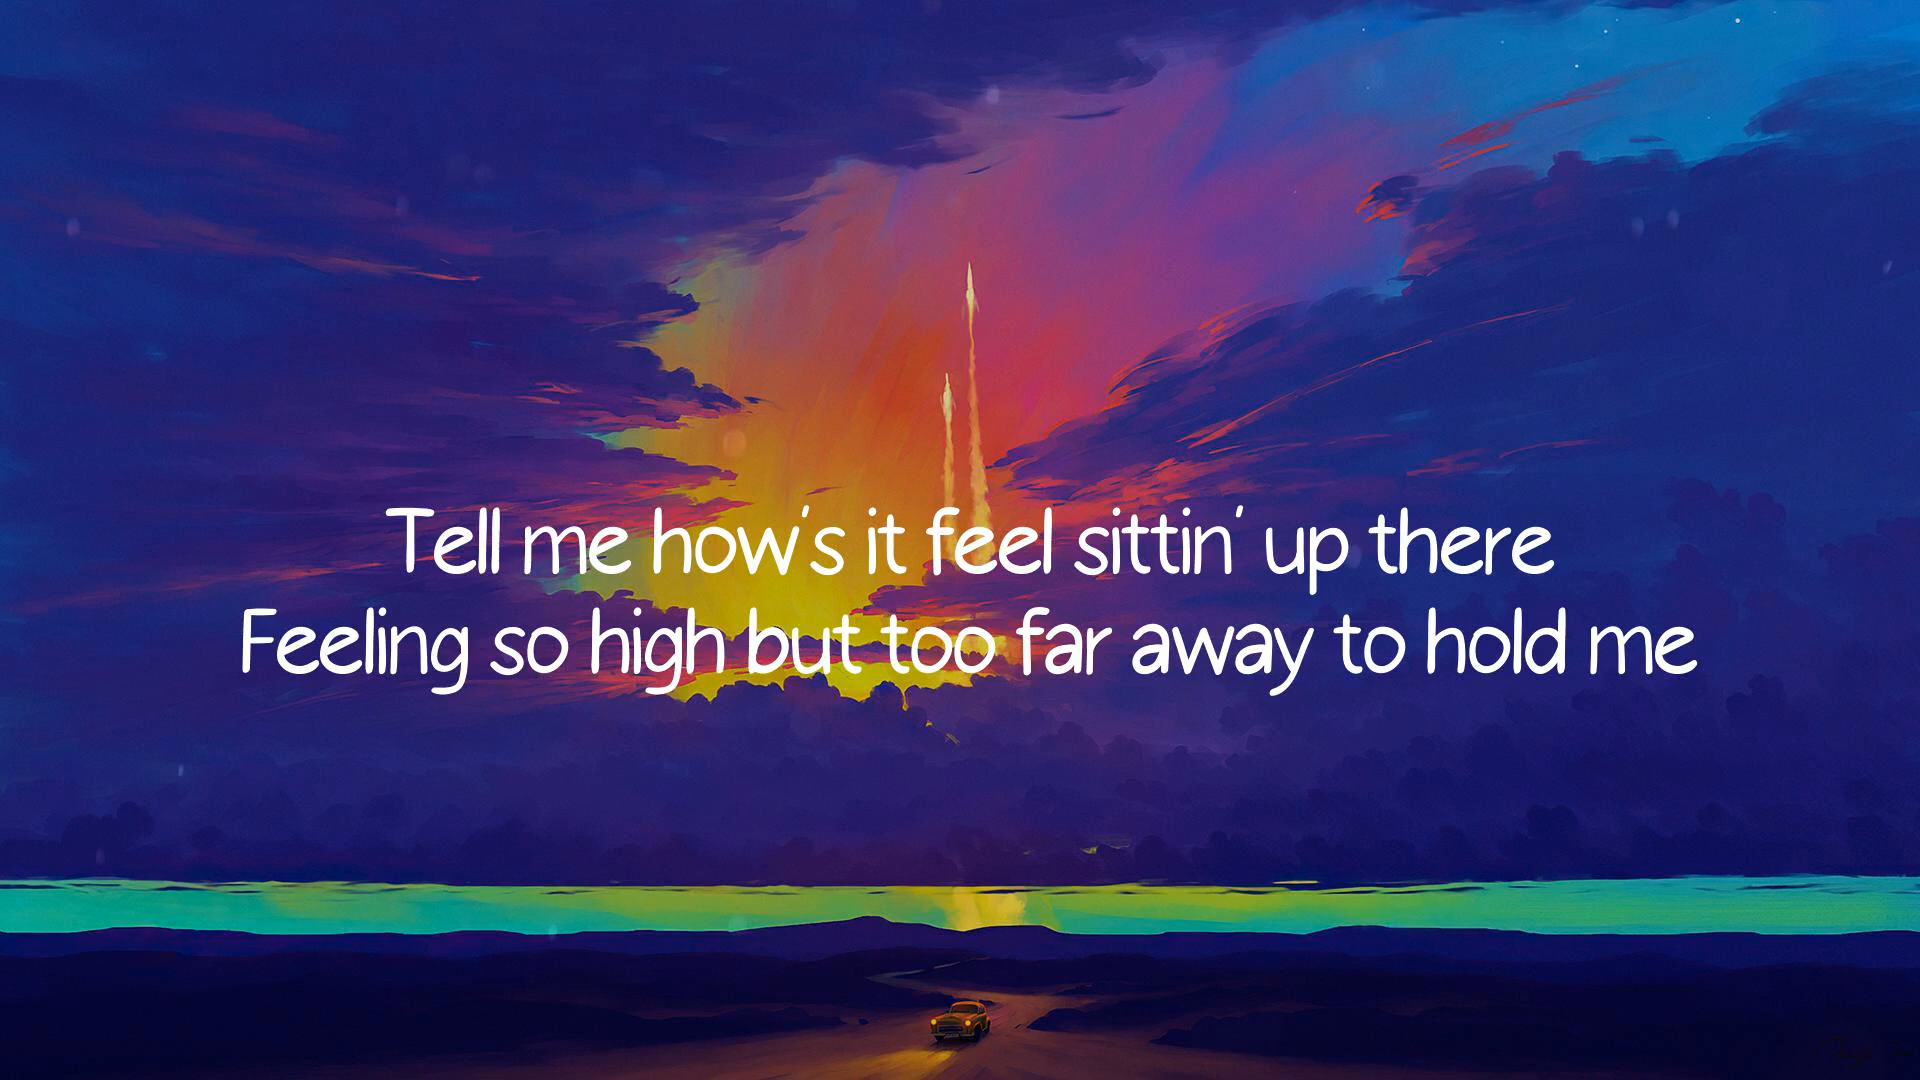 Tell me how's it feel sittin' up there
Feeling so high but too far away to hold me